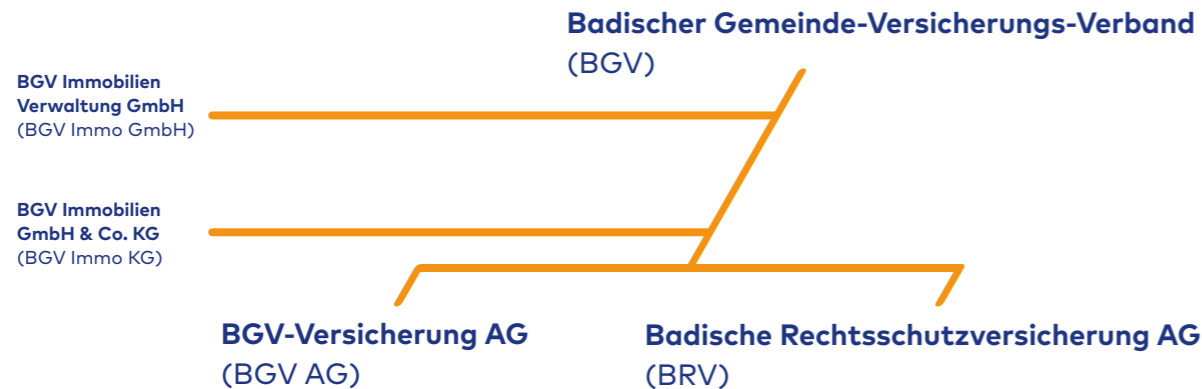 Badischer Gemeinde-Versicherungs-Verband
(BGV)
BGV Immobilien
Verwaltung GmbH
(BGV Immo GmbH)
BGV Immobilien
GmbH & Co. KG
(BGV Immo KG)
BGV-Versicherung AG
(BGV AG)
Badische Rechtsschutzversicherung AG
(BRV)